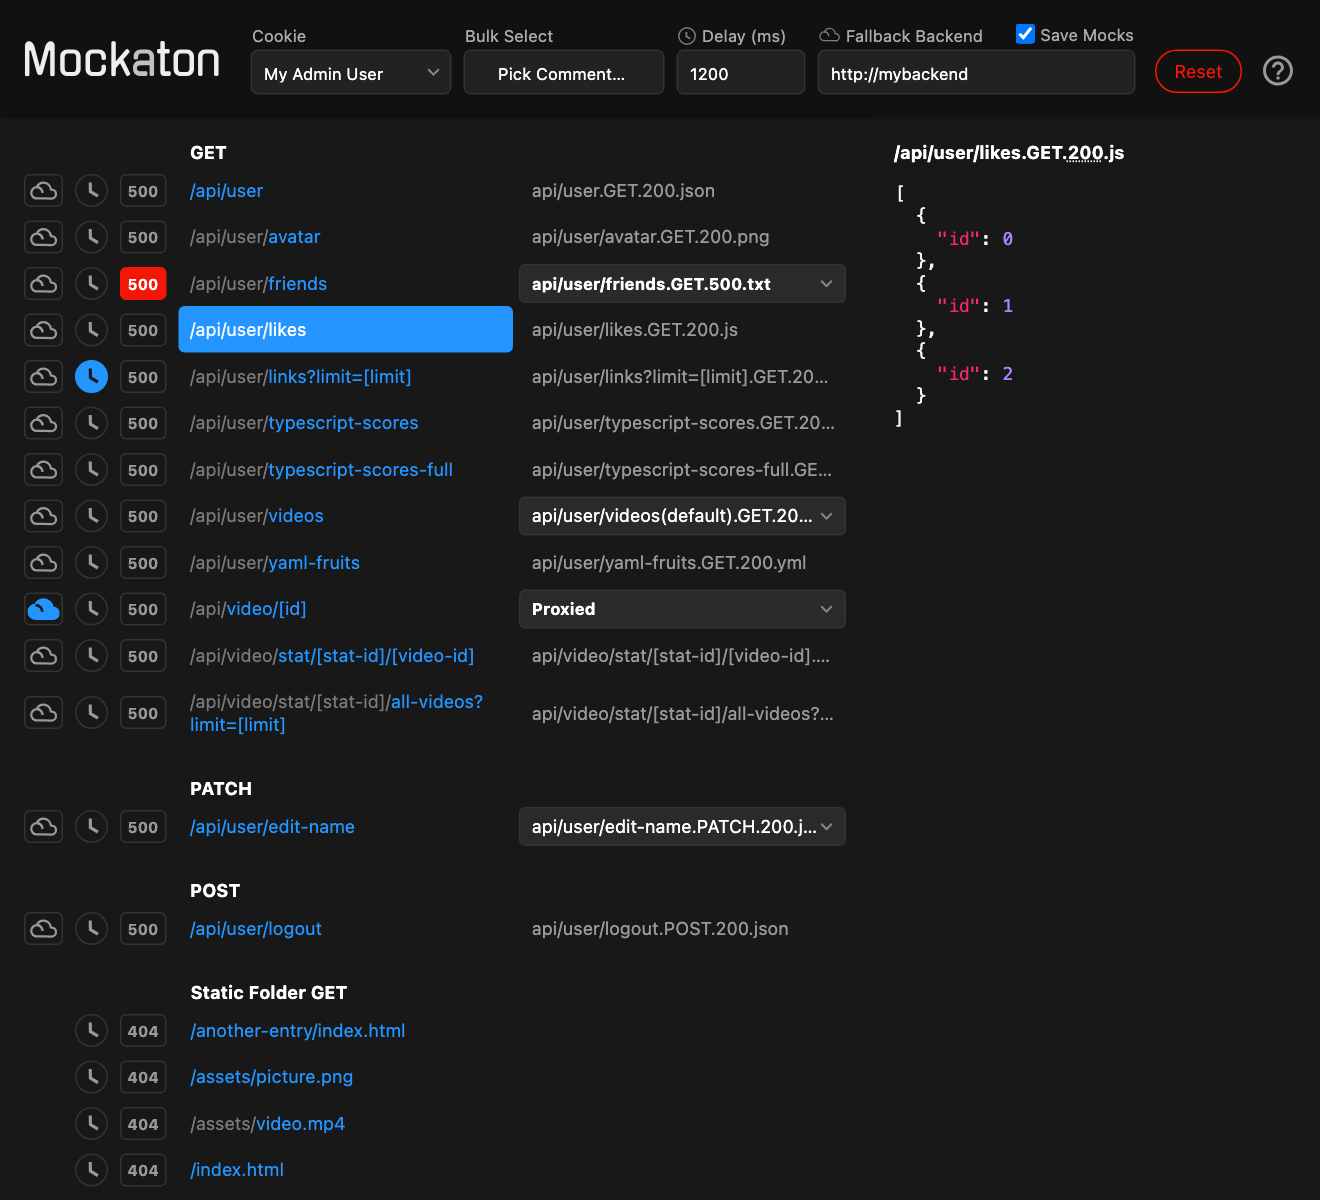 Mockaton
Cookie
My Admin User
Bulk Select
Pick Comment...
Delay (ms)
1200
Fallback Backend
http://mybackend
Save Mocks
Reset
?
GET
500 /api/user api/user.GET.200.json
500 /api/user/avatar api/user/avatar.GET.200.png
500 /api/user/friends api/user/friends.GET.500.txt
500 /api/user/likes api/user/likes.GET.200.js
500 /api/user/links?limit=[limit] api/user/links?limit=[limit].GET.20...
500 /api/user/typescript-scores api/user/typescript-scores.GET.20...
500 /api/user/typescript-scores-full api/user/typescript-scores-full.GE...
500 /api/user/videos api/user/videos(default).GET.20...
500 /api/user/yaml-fruits api/user/yaml-fruits.GET.200.yml
500 /api/video/[id] Proxied
500 /api/video/stat/[stat-id]/[video-id] api/video/stat/[stat-id]/[video-id]....
500 /api/video/stat/[stat-id]/all-videos? api/video/stat/[stat-id]/all-videos?...
limit=[limit]
PATCH
500 /api/user/edit-name api/user/edit-name.PATCH.200.j...
POST
500 /api/user/logout api/user/logout.POST.200.json
Static Folder GET
404 /another-entry/index.html
404 /assets/picture.png
404 /assets/video.mp4
404 /index.html
/api/user/likes.GET.200.js
[
  {
    "id": 0
  },
  {
    "id": 1
  },
  {
    "id": 2
  }
]